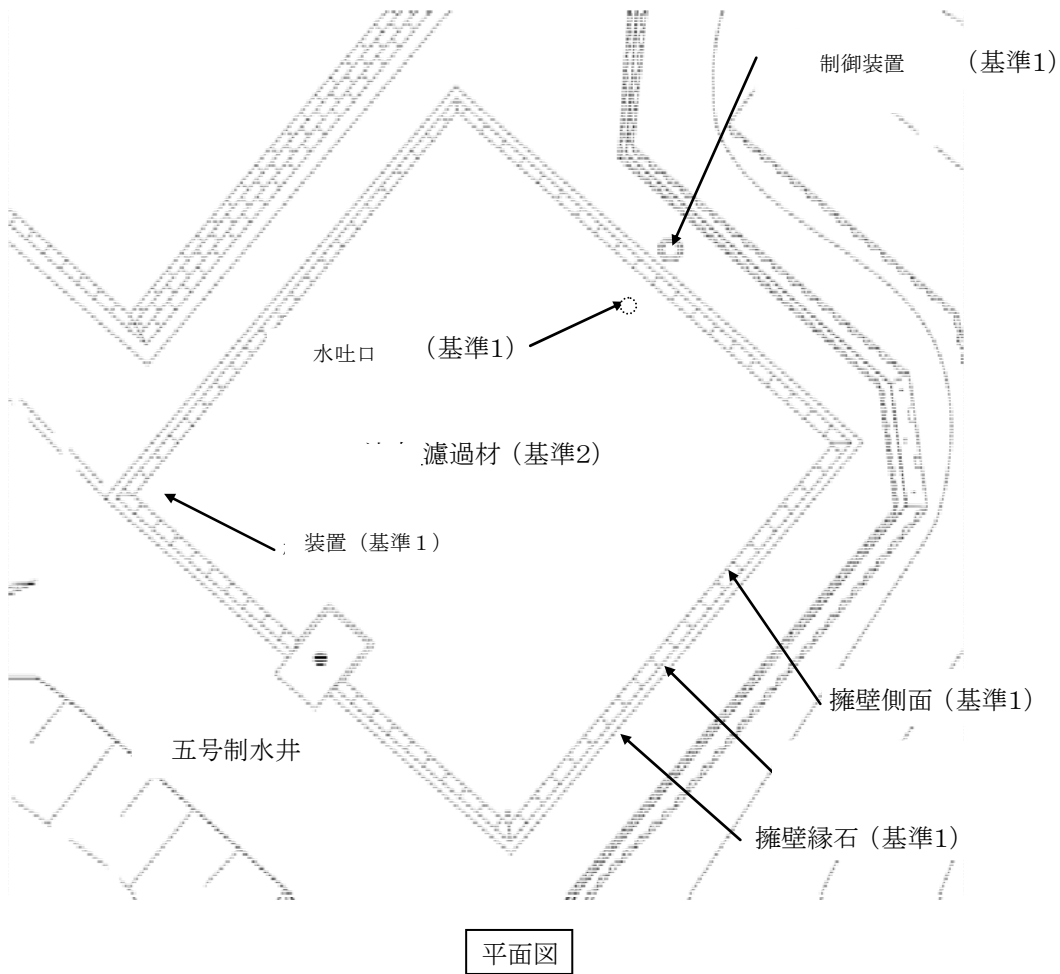 制御装置 (基準1)
水吐口 (基準1)
濾過材(基準2)
装置(基準１)
擁壁側面(基準1)
五号制水井
擁壁縁石(基準1)
平面図